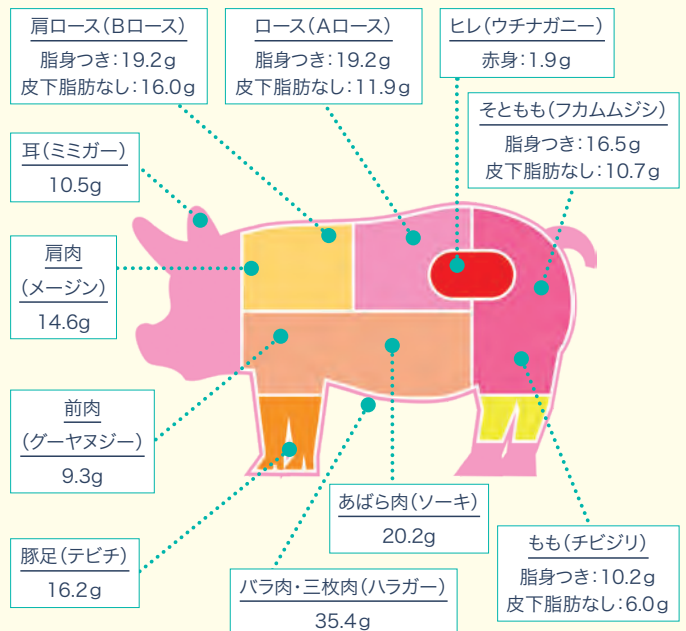 肩ロース(Bロース)
脂身つき:19.2g
皮下脂肪なし:16.0g
ロース(Aロース)
脂身つき:19.2g
皮下脂肪なし:11.9g
ヒレ(ウチナガニー)
赤身:1.9g
そともも(フカムムジシ)
脂身つき:16.5g
皮下脂肪なし:10.7g
耳(ミミガー)
10.5g
肩肉
(メージン)
14.6g
前肉
(グーヤヌジー)
9.3g
あばら肉(ソーキ)
20.2g
もも(チビジリ)
脂身つき:10.2g
皮下脂肪なし:6.0g
豚足(テビチ)
16.2g
バラ肉・三枚肉(ハラガー)
35.4g